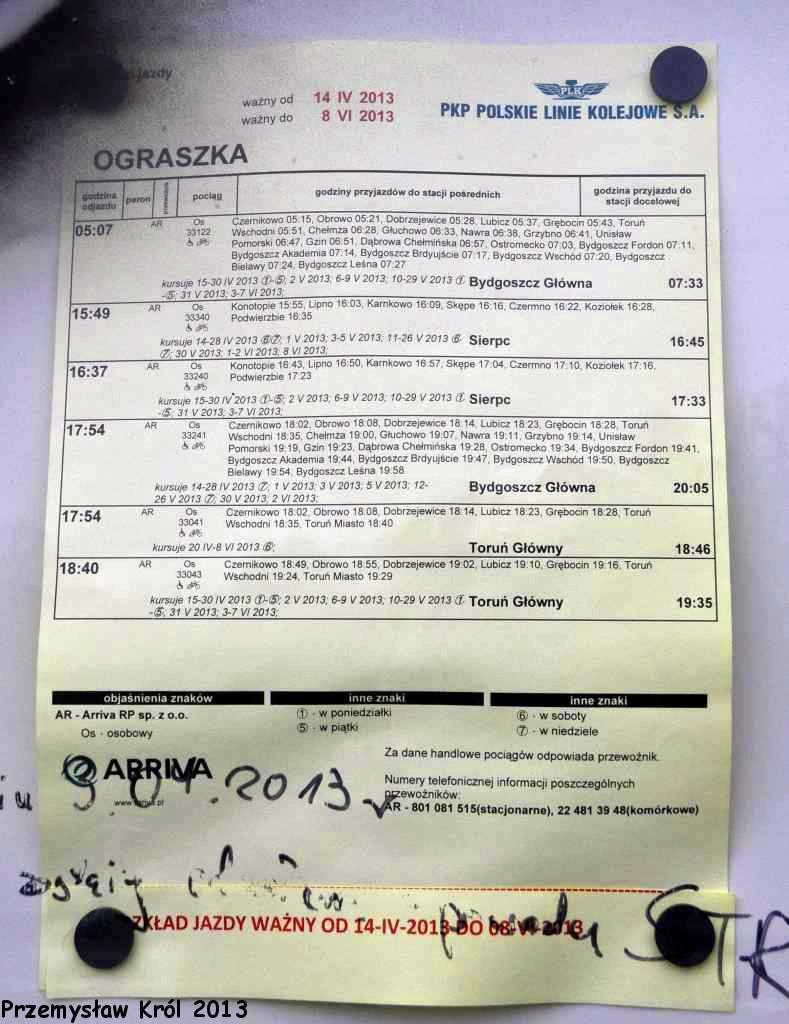 jazdy
ważny od 14 IV 2013
ważny do 8 VI 2013
PLK
PKP POLSKIE LINIE KOLEJOWE S.A.
OGRASZKA
godzina odjazdu peron przewoźnik pociąg godziny przyjazdów do stacji pośrednich godzina przyjazdu do stacji docelowej
05:07 AR Os 33122
Czernikowo 05:15, Obrowo 05:21, Dobrzejewice 05:28, Lubicz 05:37, Grębocin 05:43, Toruń
Wschodni 05:51, Chełmża 06:28, Głuchowo 06:33, Nawra 06:38, Grzybno 06:41, Unisław
Pomorski 06:47, Gzin 06:51, Dąbrowa Chełmińska 06:57, Ostromecko 07:03, Bydgoszcz Fordon 07:11,
Bydgoszcz Akademia 07:14, Bydgoszcz Brdyujście 07:17, Bydgoszcz Wschód 07:20, Bydgoszcz
Bielawy 07:24, Bydgoszcz Leśna 07:27
kursuje 15-30 IV 2013 ①-⑤; 2 V 2013; 6-9 V 2013; 10-29 V 2013 ①
-⑤; 31 V 2013; 3-7 VI 2013;
Bydgoszcz Główna 07:33
15:49 AR Os 33340
Konotopie 15:55, Lipno 16:03, Karnkowo 16:09, Skępe 16:16, Czermno 16:22, Koziołek 16:28,
Podwierzbie 16:35
kursuje 14-28 IV 2013 ⑥⑦; 1 V 2013; 3-5 V 2013; 11-26 V 2013 ⑥
⑦; 30 V 2013; 1-2 VI 2013; 8 VI 2013;
Sierpc 16:45
16:37 AR Os 33240
Konotopie 16:43, Lipno 16:50, Karnkowo 16:57, Skępe 17:04, Czermno 17:10, Koziołek 17:16,
Podwierzbie 17:23
kursuje 15-30 IV 2013 ①-⑤; 2 V 2013; 6-9 V 2013; 10-29 V 2013 ①
-⑤; 31 V 2013; 3-7 VI 2013;
Sierpc 17:33
17:54 AR Os 33241
Czernikowo 18:02, Obrowo 18:08, Dobrzejewice 18:14, Lubicz 18:23, Grębocin 18:28, Toruń
Wschodni 18:35, Chełmża 19:00, Głuchowo 19:07, Nawra 19:11, Grzybno 19:14, Unisław
Pomorski 19:19, Gzin 19:23, Dąbrowa Chełmińska 19:28, Ostromecko 19:34, Bydgoszcz Fordon 19:41,
Bydgoszcz Akademia 19:44, Bydgoszcz Brdyujście 19:47, Bydgoszcz Wschód 19:50, Bydgoszcz
Bielawy 19:54, Bydgoszcz Leśna 19:58
kursuje 14-28 IV 2013 ⑦; 1 V 2013; 3 V 2013; 5 V 2013; 12-
26 V 2013 ⑦; 30 V 2013; 2 VI 2013;
Bydgoszcz Główna 20:05
17:54 AR Os 33041
Czernikowo 18:02, Obrowo 18:08, Dobrzejewice 18:14, Lubicz 18:23, Grębocin 18:28, Toruń
Wschodni 18:35, Toruń Miasto 18:40
kursuje 20 IV-8 VI 2013 ⑥;
Toruń Główny 18:46
18:40 AR Os 33043
Czernikowo 18:49, Obrowo 18:55, Dobrzejewice 19:02, Lubicz 19:10, Grębocin 19:16, Toruń
Wschodni 19:24, Toruń Miasto 19:29
kursuje 15-30 IV 2013 ①-⑤; 2 V 2013; 6-9 V 2013; 10-29 V 2013 ①
-⑤; 31 V 2013; 3-7 VI 2013;
Toruń Główny 19:35
objaśnienia znaków
AR - Arriva RP sp. z o.o.
Os - osobowy
inne znaki
① - w poniedziałki
⑤ - w piątki
inne znaki
⑥ - w soboty
⑦ - w niedziele
ARRIVA
www.arriva.pl
Za dane handlowe pociągów odpowiada przewoźnik.
Numery telefonicznej informacji poszczególnych
przewoźników:
AR - 801 081 515(stacjonarne), 22 481 39 48(komórkowe)
2013
ZKŁAD JAZDY WAŻNY OD 14-IV-2013 DO 08-VI-2013
STR
Przemysław Król 2013